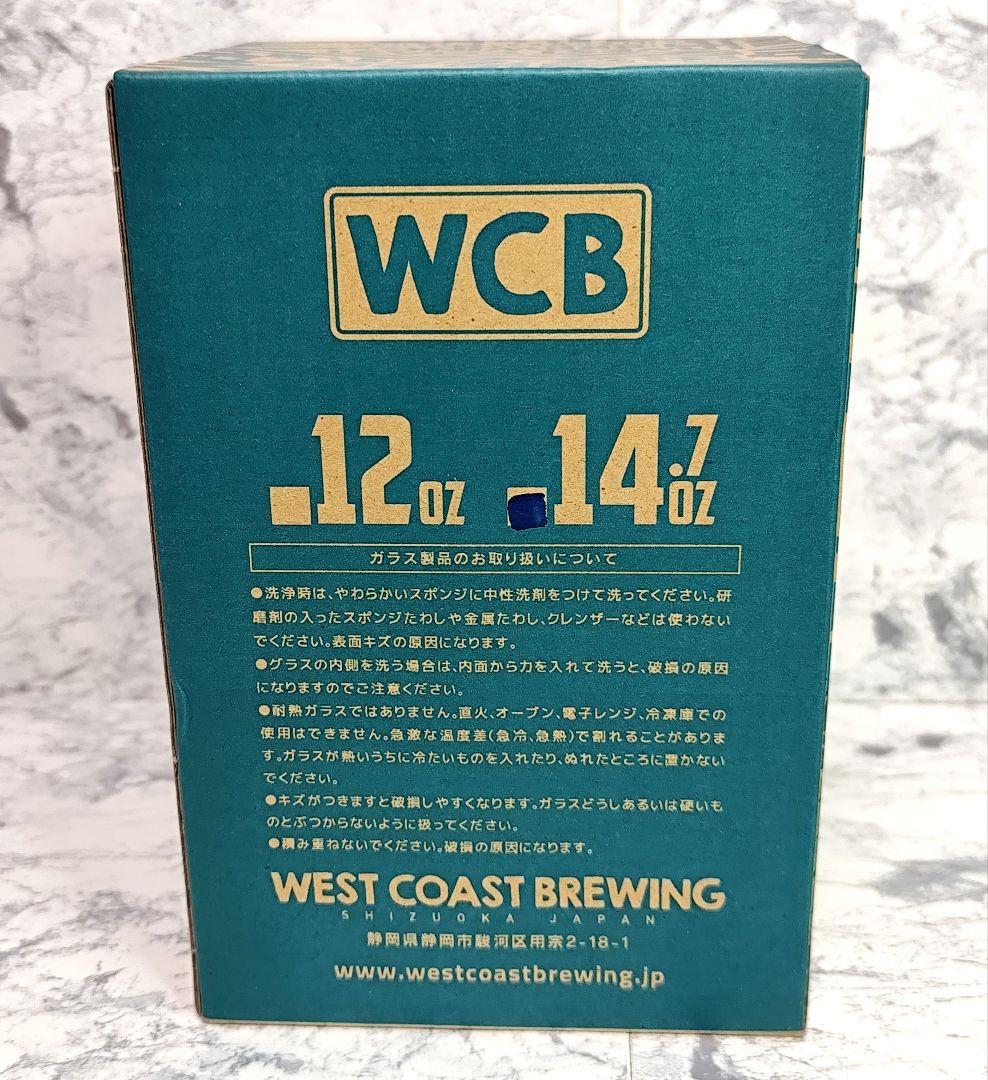 WCB
12oz 14.7oz
ガラス製品のお取り扱いについて
●洗浄時は、やわらかいスポンジに中性洗剤をつけて洗ってください。研
磨剤の入ったスポンジたわしや金属たわし、クレンザーなどは使わない
でください。表面キズの原因になります。
●グラスの内側を洗う場合は、内面から力を入れて洗うと、破損の原因
になりますのでご注意ください。
●耐熱ガラスではありません。直火、オーブン、電子レンジ、冷凍庫での
使用はできません。急激な温度差(急冷、急熱)で割れることがありま
す。ガラスが熱いうちに冷たいものを入れたり、ぬれたところに置かない
でください。
●キズがつきますと破損しやすくなります。ガラスどうしあるいは硬いも
のとぶつからないように扱ってください。
●積み重ねないでください。破損の原因になります。
WEST COAST BREWING
SHIZUOKA JAPAN
静岡県静岡市駿河区用宗2-18-1
www.westcoastbrewing.jp